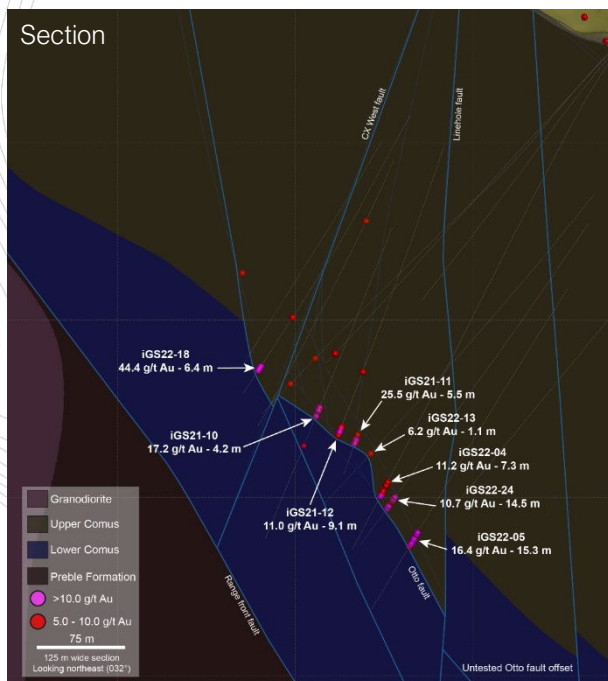 Section
CX West fault
Linehole fault
iGS22-18
44.4 g/t Au - 6.4 m
iGS21-11
25.5 g/t Au - 5.5 m
iGS22-13
6.2 g/t Au - 1.1 m
iGS21-10
17.2 g/t Au - 4.2 m
iGS22-04
11.2 g/t Au - 7.3 m
iGS22-24
10.7 g/t Au - 14.5 m
iGS21-12
11.0 g/t Au - 9.1 m
iGS22-05
16.4 g/t Au - 15.3 m
Otto fault
Range front fault
Granodiorite
Upper Comus
Lower Comus
Preble Formation
>10.0 g/t Au
5.0 - 10.0 g/t Au
75 m
125 m wide section
Looking northeast (032°)
Untested Otto fault offset